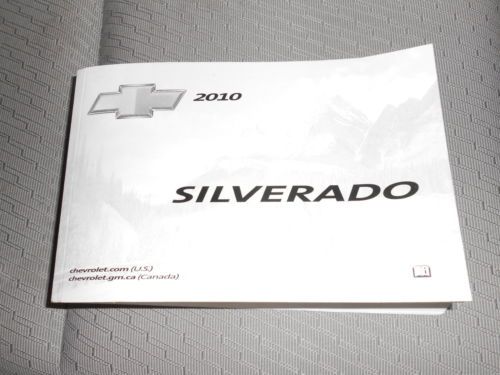 2010
SILVERADO
chevrolet.com (U.S.)
chevrolet.gm.ca (Canada)